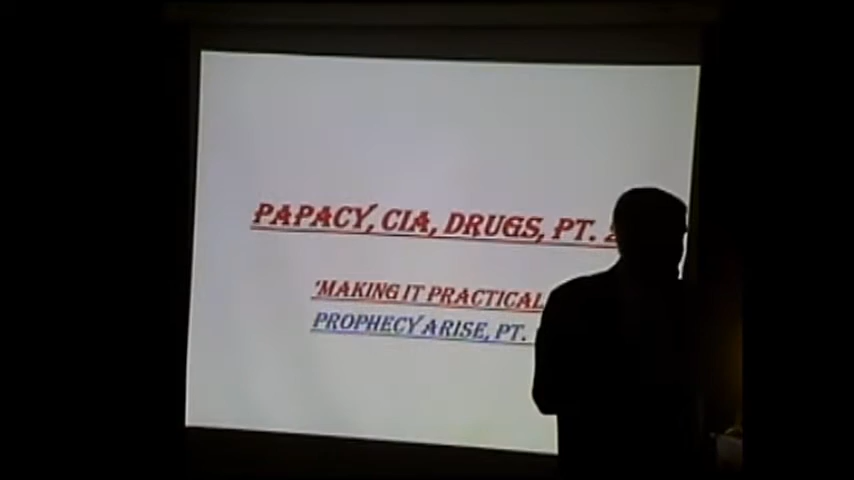 PAPACY, CIA, DRUGS, PT.
'MAKING IT PRACTICAL
PROPHECY ARISE, PT.